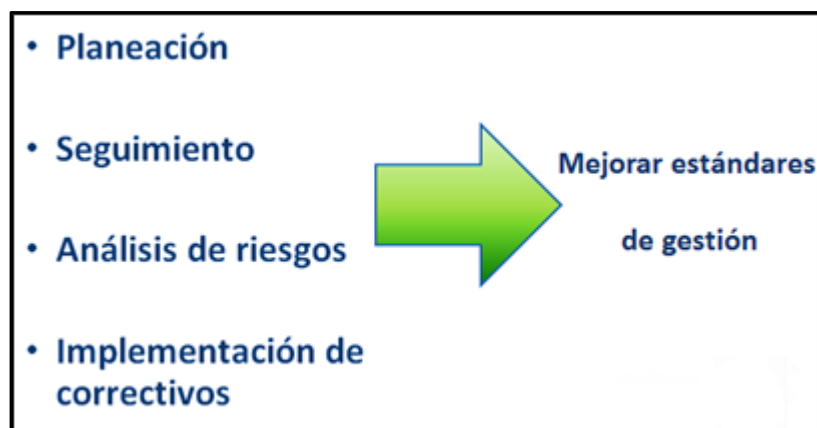 • Planeación
• Seguimiento
• Análisis de riesgos
• Implementación de
correctivos
Mejorar estándares
de gestión